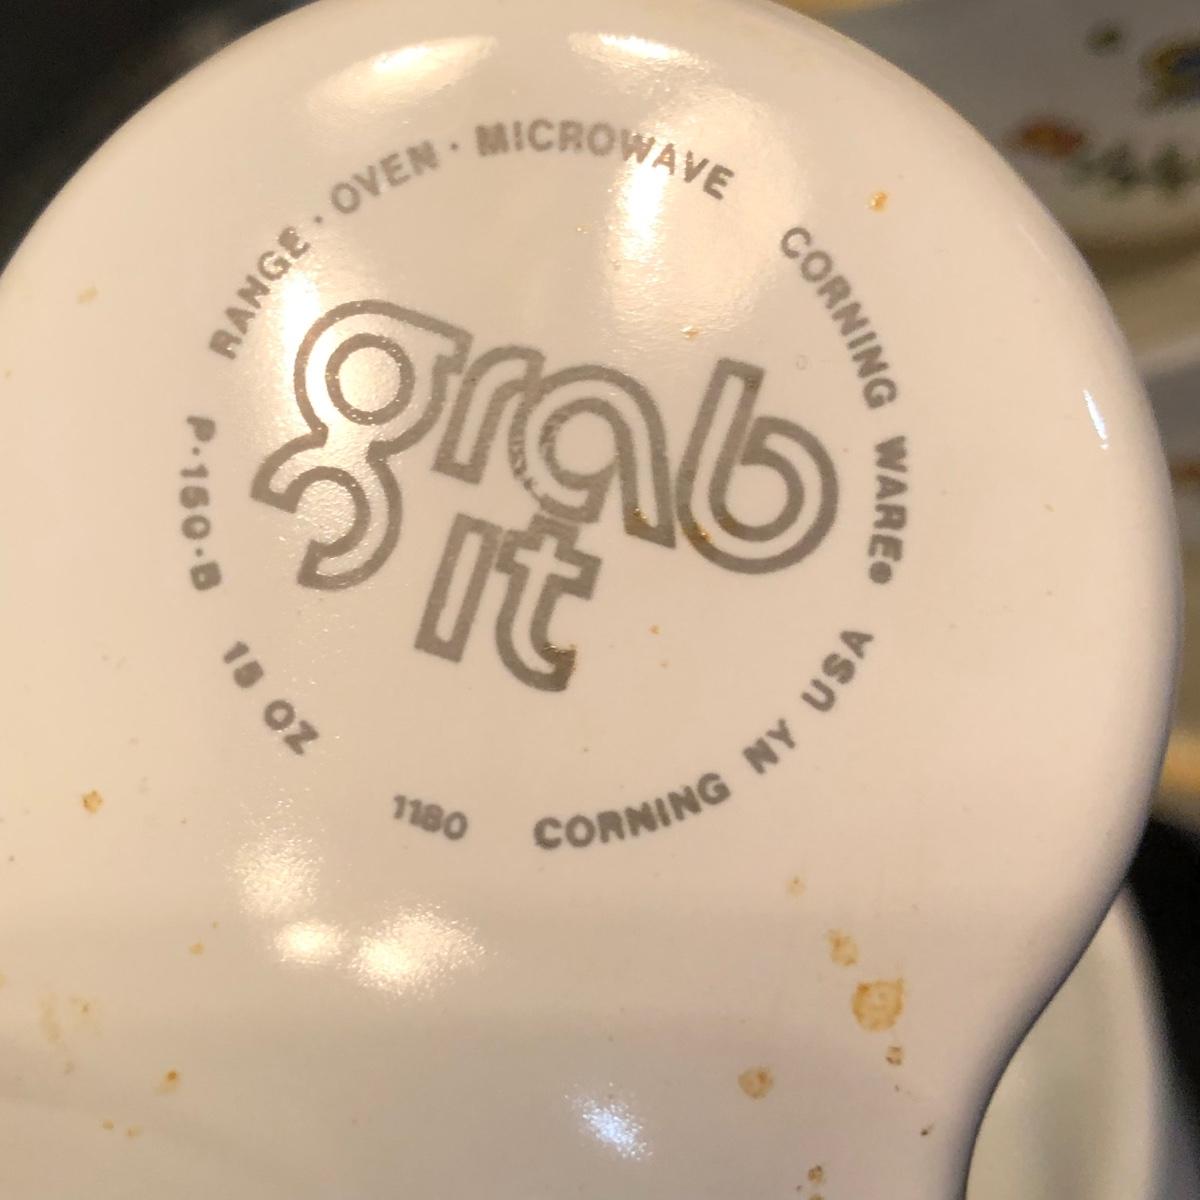 RANGE · OVEN · MICROWAVE
CORNING WARE®
CORNING NY USA
1180
15 OZ
P-150-B
grab
it